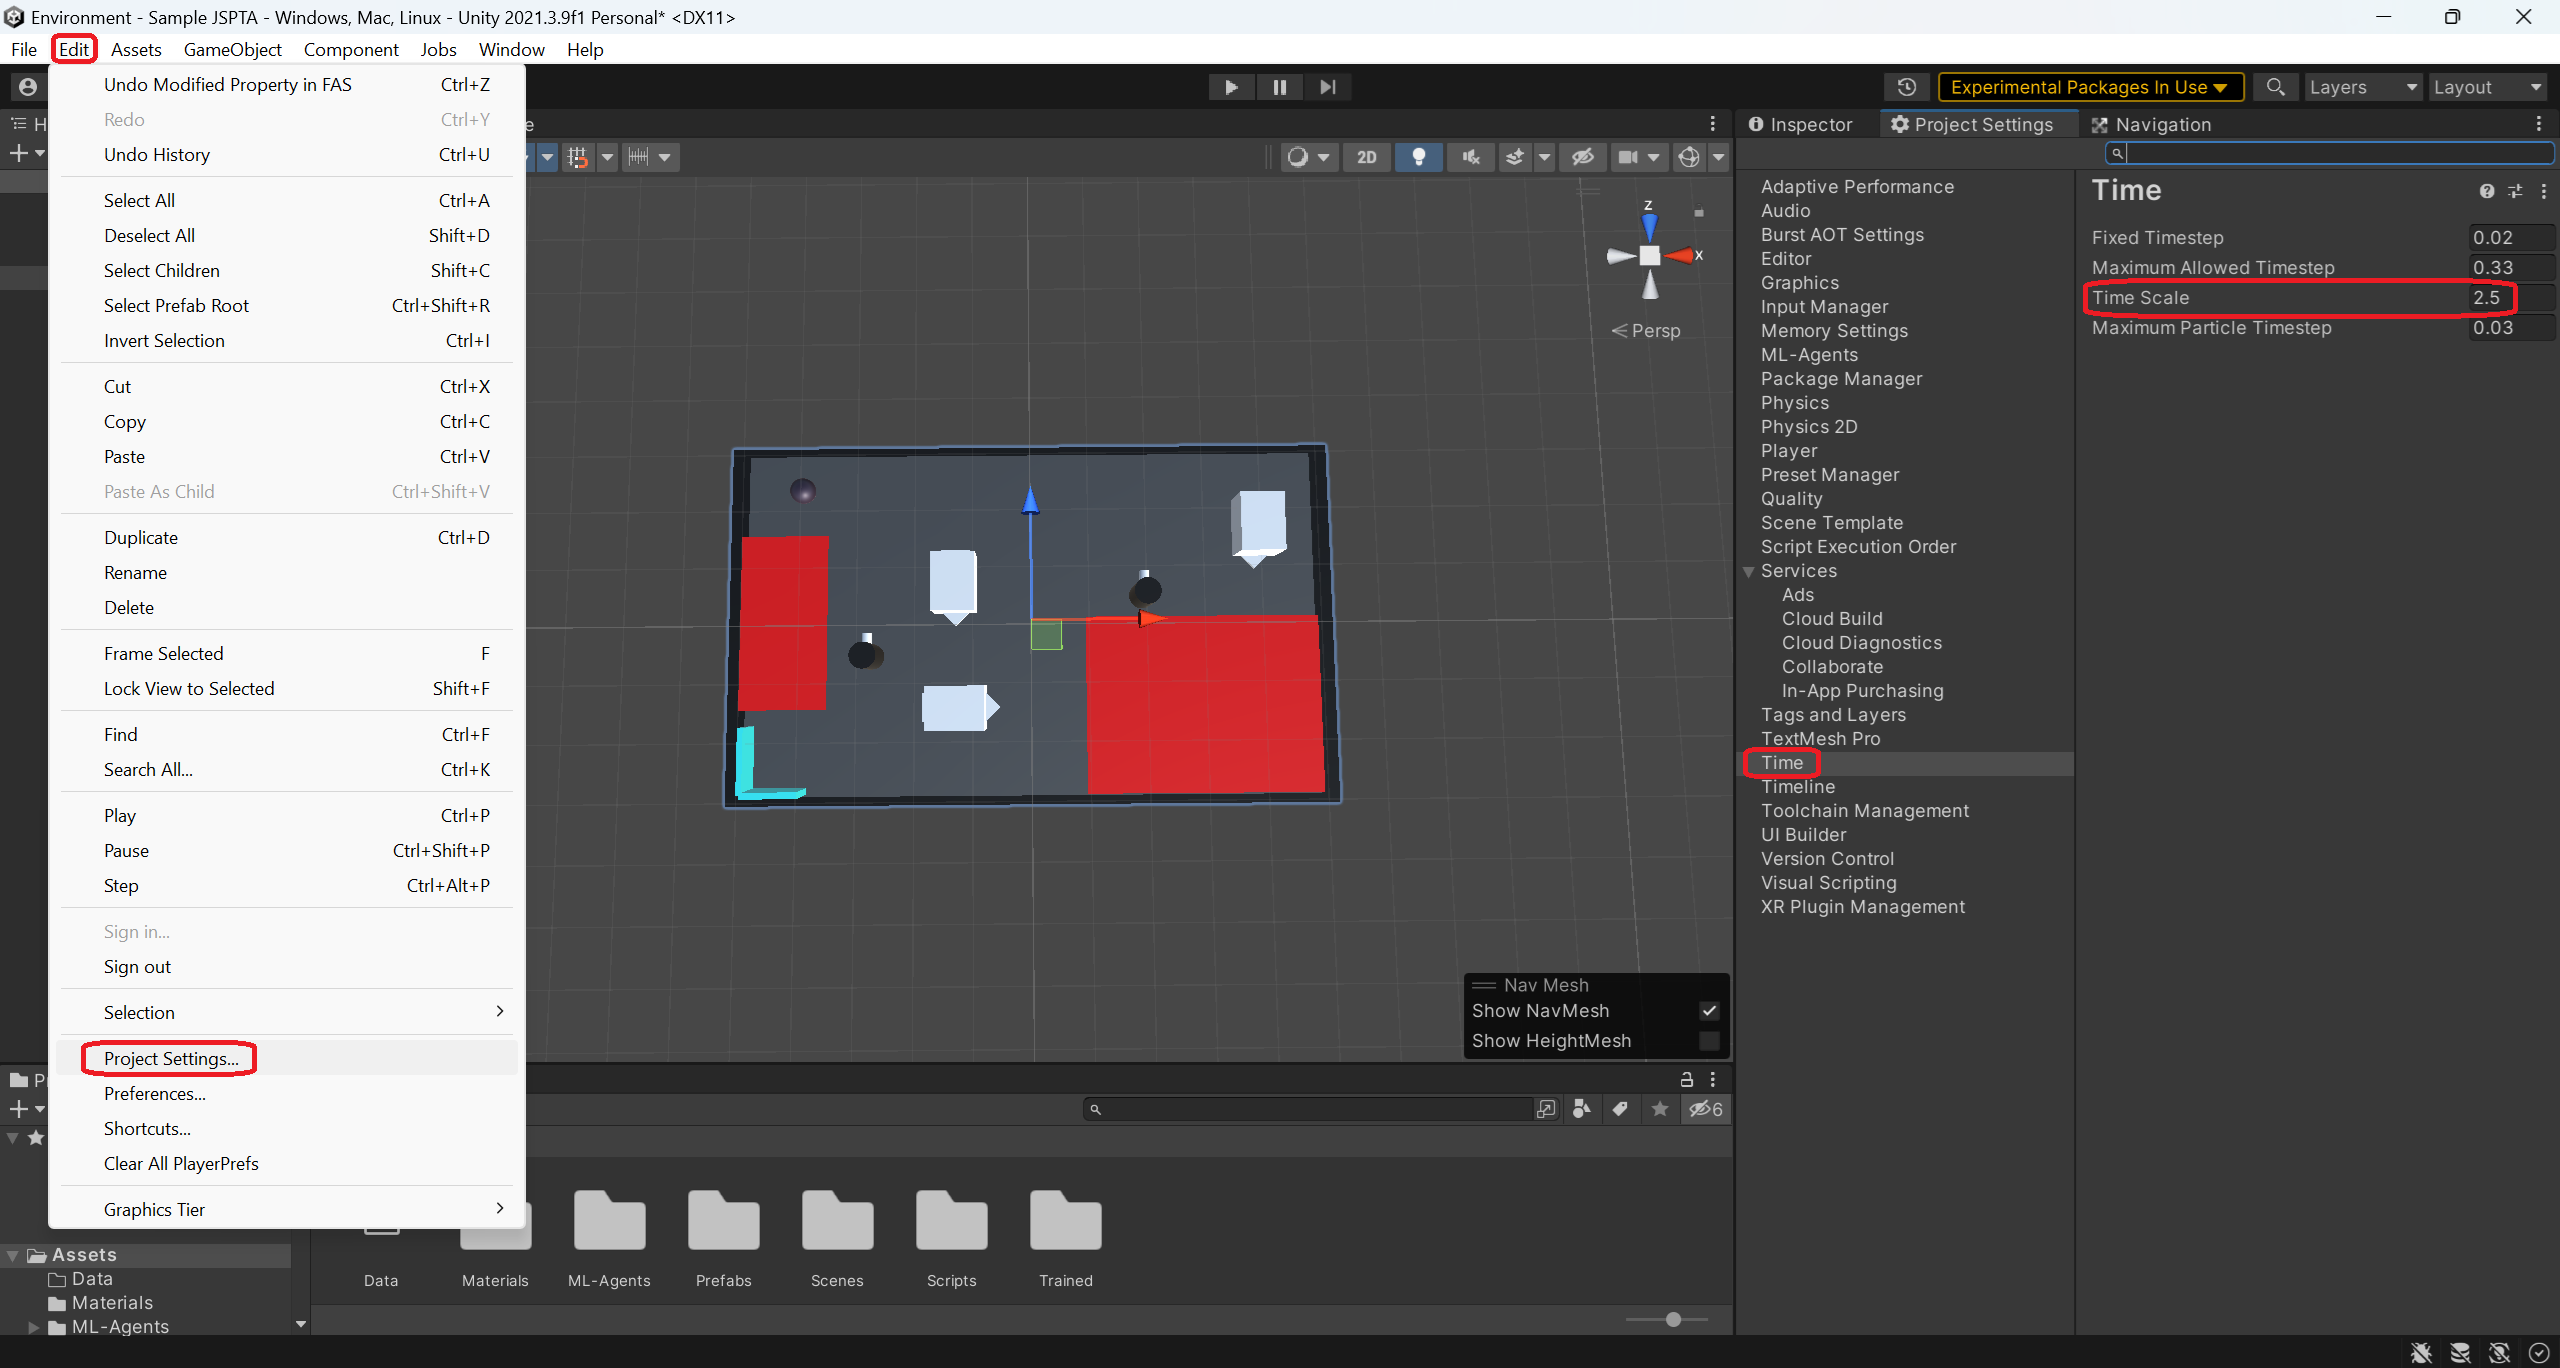 Environment - Sample JSPTA - Windows, Mac, Linux - Unity 2021.3.9f1 Personal* <DX11>
File Edit Assets GameObject Component Jobs Window Help
Undo Modified Property in FAS Ctrl+Z
Redo Ctrl+Y
Undo History Ctrl+U
Select All Ctrl+A
Deselect All Shift+D
Select Children Shift+C
Select Prefab Root Ctrl+Shift+R
Invert Selection Ctrl+I
Cut Ctrl+X
Copy Ctrl+C
Paste Ctrl+V
Paste As Child Ctrl+Shift+V
Duplicate Ctrl+D
Rename
Delete
Frame Selected F
Lock View to Selected Shift+F
Find Ctrl+F
Search All... Ctrl+K
Play Ctrl+P
Pause Ctrl+Shift+P
Step Ctrl+Alt+P
Sign in...
Sign out
Selection
Project Settings...
Preferences...
Shortcuts...
Clear All PlayerPrefs
Graphics Tier
Experimental Packages In Use
Layers
Layout
2D
z
x
Persp
Nav Mesh
Show NavMesh
Show HeightMesh
Inspector
Project Settings
Navigation
Adaptive Performance
Audio
Burst AOT Settings
Editor
Graphics
Input Manager
Memory Settings
ML-Agents
Package Manager
Physics
Physics 2D
Player
Preset Manager
Quality
Scene Template
Script Execution Order
Services
Ads
Cloud Build
Cloud Diagnostics
Collaborate
In-App Purchasing
Tags and Layers
TextMesh Pro
Time
Timeline
Toolchain Management
UI Builder
Version Control
Visual Scripting
XR Plugin Management
Time
Fixed Timestep 0.02
Maximum Allowed Timestep 0.33
Time Scale 2.5
Maximum Particle Timestep 0.03
6
Assets
Data
Materials
ML-Agents
Data Materials ML-Agents Prefabs Scenes Scripts Trained